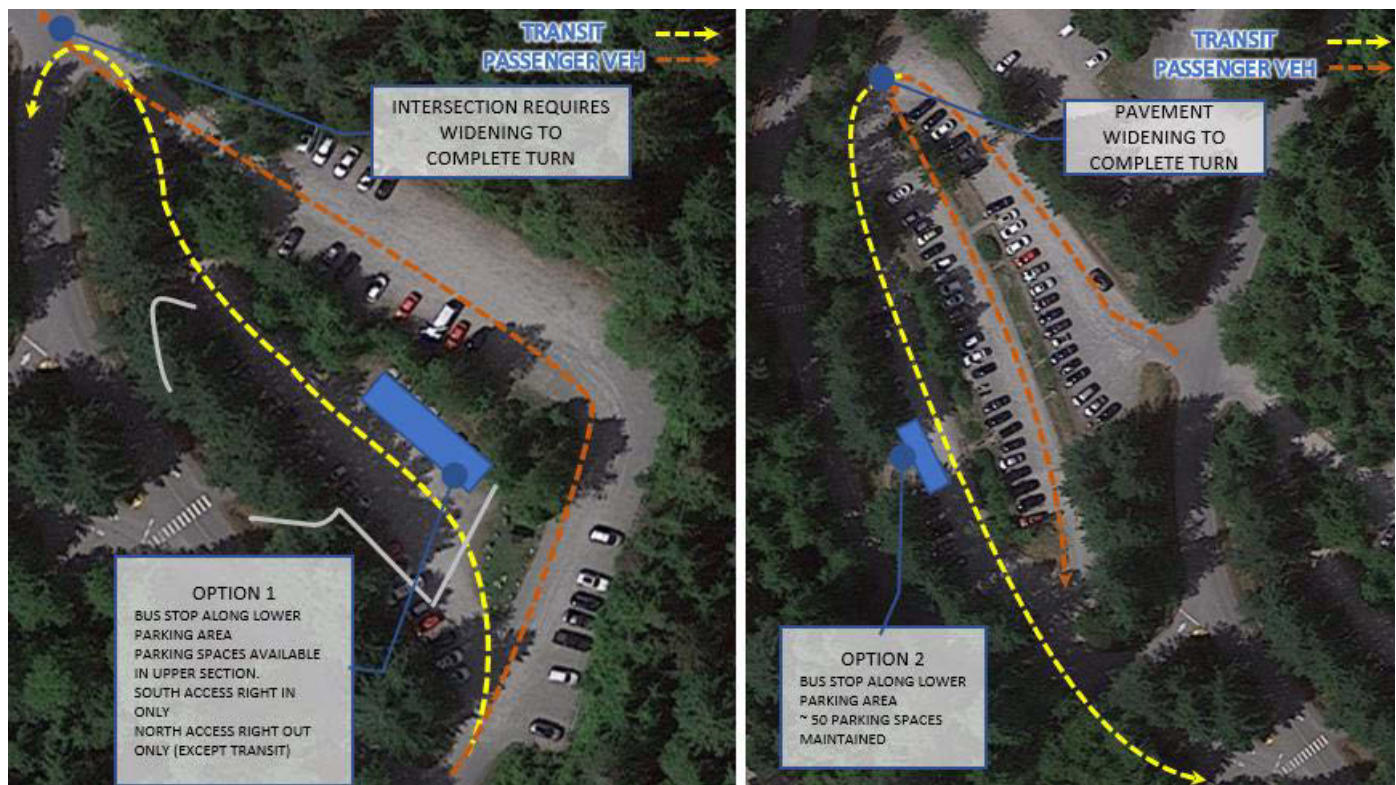 TRANSIT
PASSENGER VEH
INTERSECTION REQUIRES
WIDENING TO
COMPLETE TURN
OPTION 1
BUS STOP ALONG LOWER
PARKING AREA
PARKING SPACES AVAILABLE
IN UPPER SECTION.
SOUTH ACCESS RIGHT IN
ONLY
NORTH ACCESS RIGHT OUT
ONLY (EXCEPT TRANSIT)
TRANSIT
PASSENGER VEH
PAVEMENT
WIDENING TO
COMPLETE TURN
OPTION 2
BUS STOP ALONG LOWER
PARKING AREA
~ 50 PARKING SPACES
MAINTAINED